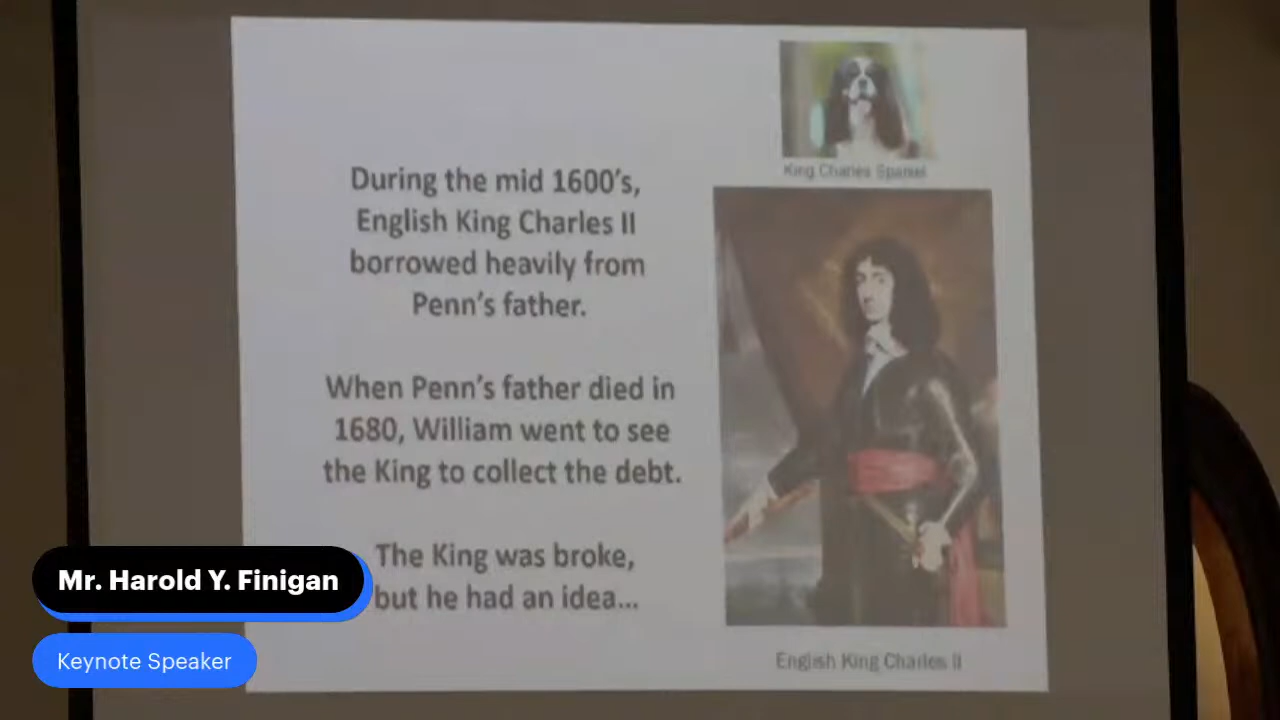 King Charles Spaniel
During the mid 1600's,
English King Charles II
borrowed heavily from
Penn's father.
When Penn's father died in
1680, William went to see
the King to collect the debt.
The King was broke,
but he had an idea...
English King Charles II
Mr. Harold Y. Finigan
Keynote Speaker